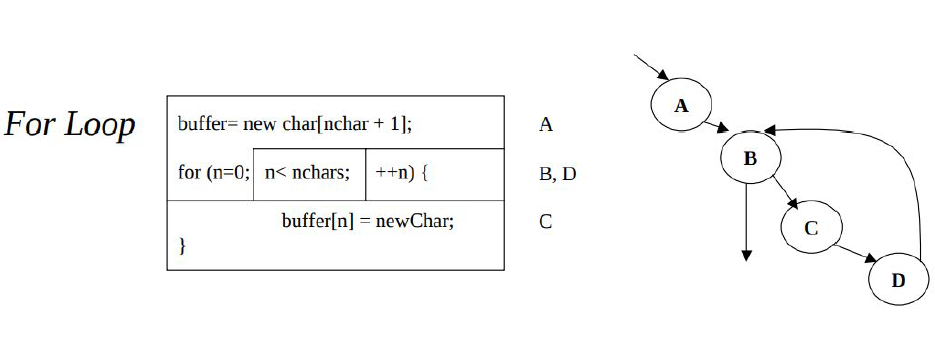 For Loop
buffer= new char[nchar + 1];
A
for (n=0; n< nchars; ++n) {
B, D
buffer[n] = newChar;
C
}
A
B
C
D